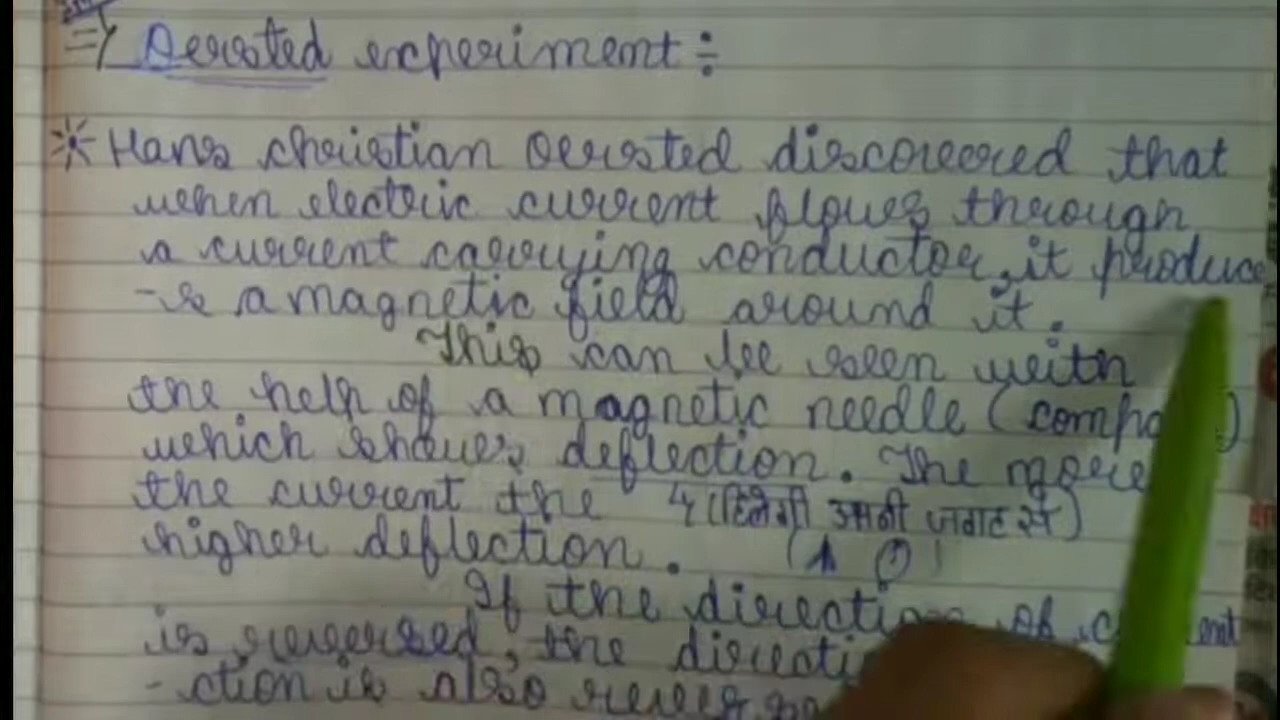 => Oersted experiment :-
* Hans christian Oersted discovered that
when electric current flows through
a current carrying conductor, it produce
-s a magnetic field around it.
This can be seen with
the help of a magnetic needle (
which shows deflection. The more
the current the ↳ (हिलेगी अपनी जगह से)
higher deflection.
If the direction of current
is reversed, the
-ction is also